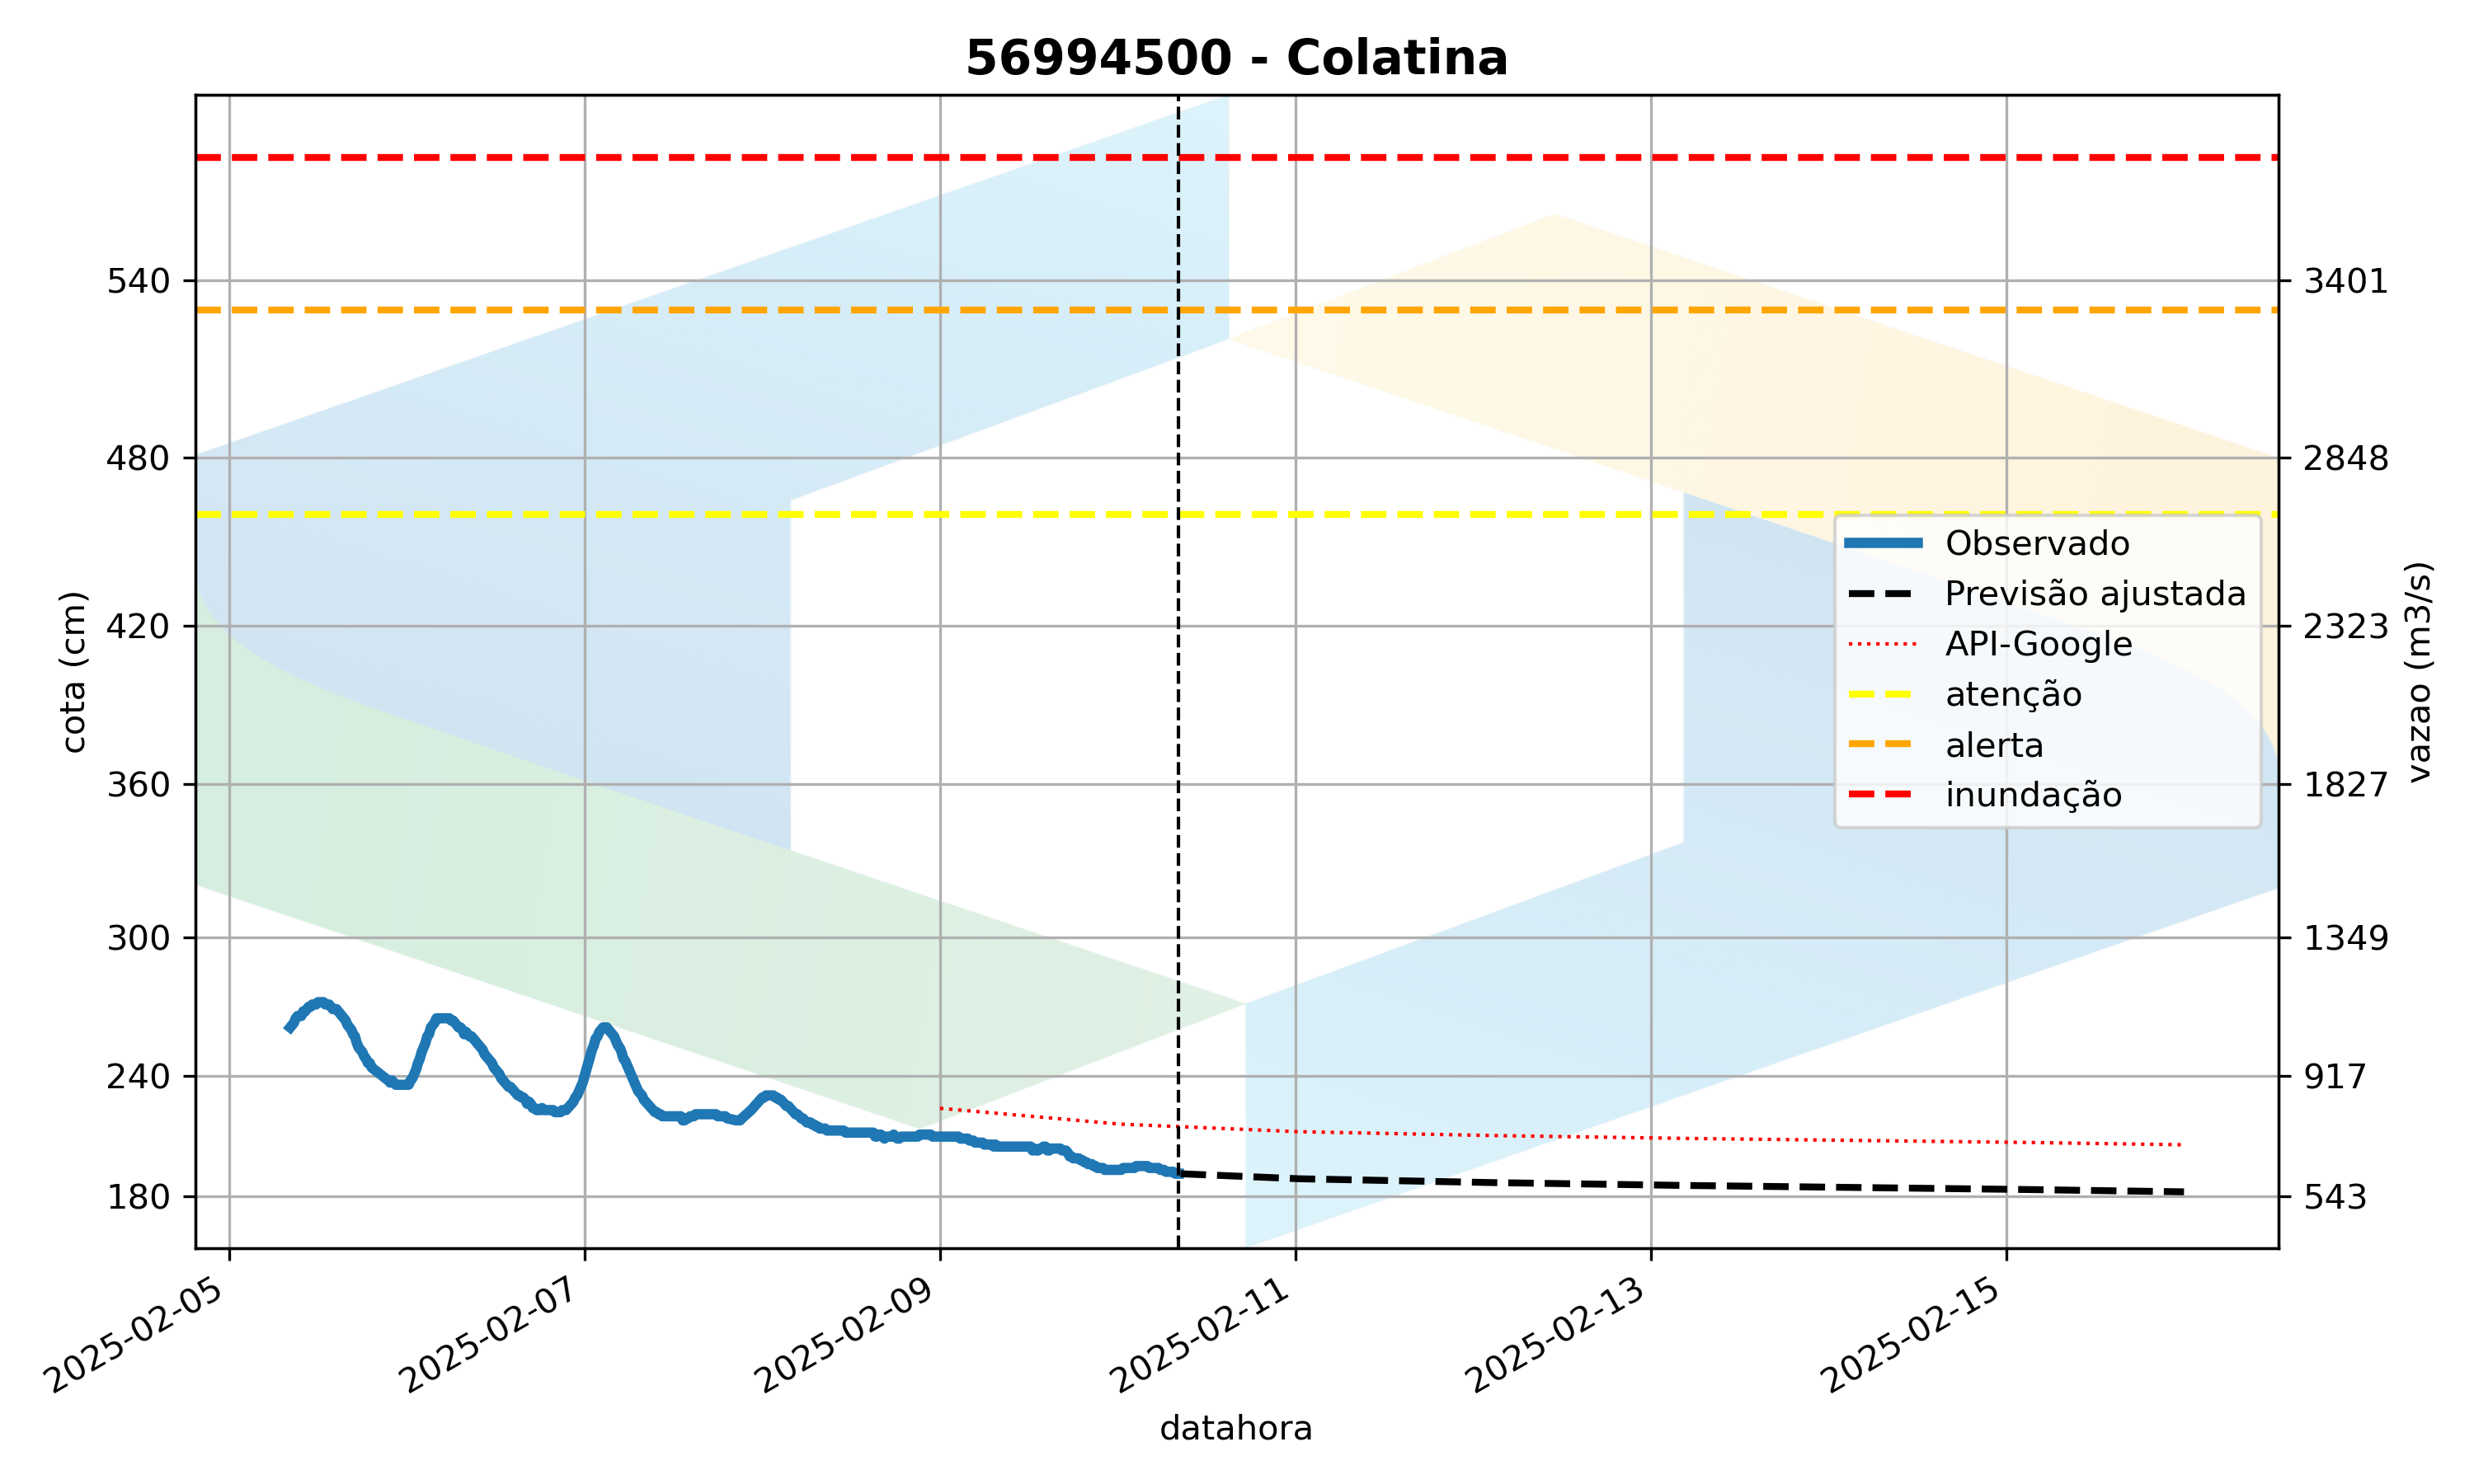 56994500 - Colatina
540
480
420
360
300
240
180
cota (cm)
3401
2848
2323
1827
1349
917
543
vazao (m3/s)
Observado
Previsão ajustada
API-Google
atenção
alerta
inundação
2025-02-05
2025-02-07
2025-02-09
2025-02-11
2025-02-13
2025-02-15
datahora